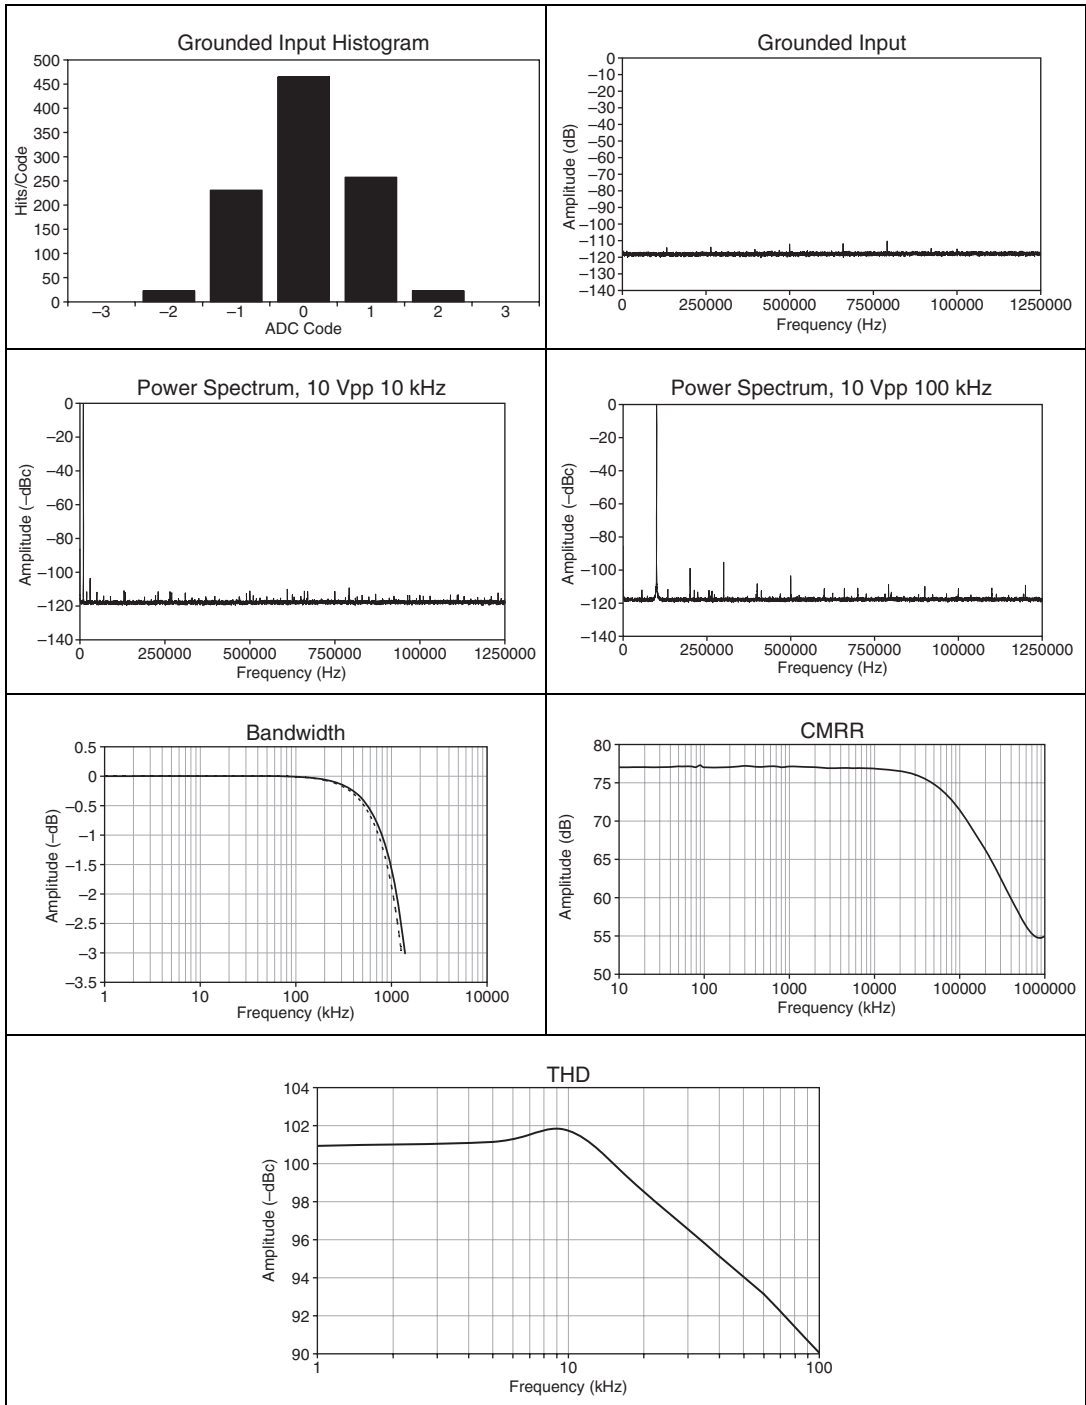 Grounded Input Histogram
500
450
400
350
300
250
200
150
100
50
0
Hits/Code
–3 –2 –1 0 1 2 3
ADC Code
Grounded Input
0
–10
–20
–30
–40
–50
–60
–70
–80
–90
–100
–110
–120
–130
–140
Amplitude (dB)
0 250000 500000 750000 100000 1250000
Frequency (Hz)
Power Spectrum, 10 Vpp 10 kHz
0
–20
–40
–60
–80
–100
–120
–140
Amplitude (–dBc)
0 250000 500000 750000 100000 1250000
Frequency (Hz)
Power Spectrum, 10 Vpp 100 kHz
0
–20
–40
–60
–80
–100
–120
–140
Amplitude (–dBc)
0 250000 500000 750000 100000 1250000
Frequency (Hz)
Bandwidth
0.5
0
–0.5
–1
–1.5
–2
–2.5
–3
–3.5
Amplitude (–dB)
1 10 100 1000 10000
Frequency (kHz)
CMRR
80
75
70
65
60
55
50
Amplitude (dB)
10 100 1000 10000 100000 1000000
Frequency (kHz)
THD
104
102
100
98
96
94
92
90
Amplitude (–dBc)
1 10 100
Frequency (kHz)